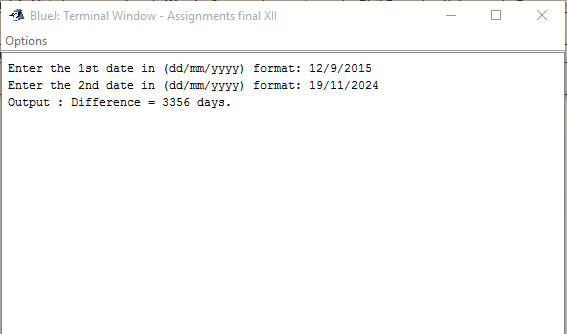 BlueJ: Terminal Window - Assignments final XII
Options
Enter the 1st date in (dd/mm/yyyy) format: 12/9/2015
Enter the 2nd date in (dd/mm/yyyy) format: 19/11/2024
Output : Difference = 3356 days.